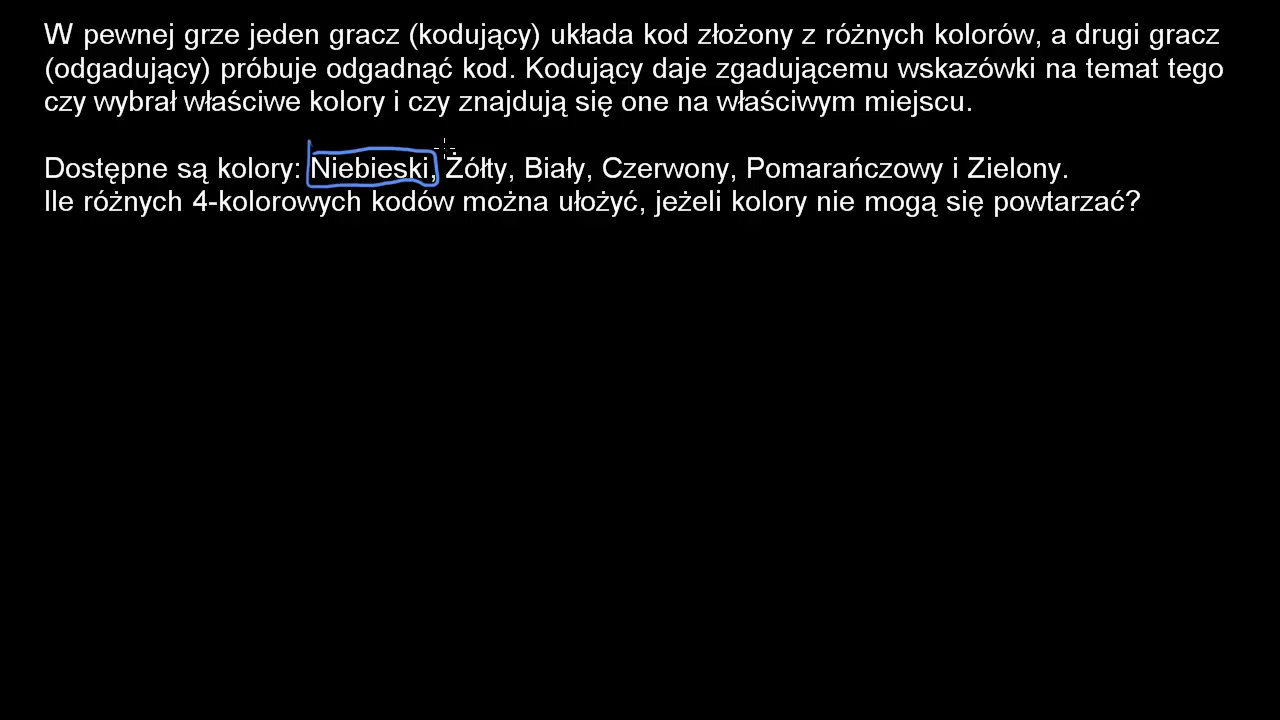 W pewnej grze jeden gracz (kodujący) układa kod złożony z różnych kolorów, a drugi gracz
(odgadujący) próbuje odgadnąć kod. Kodujący daje zgadującemu wskazówki na temat tego
czy wybrał właściwe kolory i czy znajdują się one na właściwym miejscu.
Dostępne są kolory: Niebieski, Żółty, Biały, Czerwony, Pomarańczowy i Zielony.
Ile różnych 4-kolorowych kodów można ułożyć, jeżeli kolory nie mogą się powtarzać?